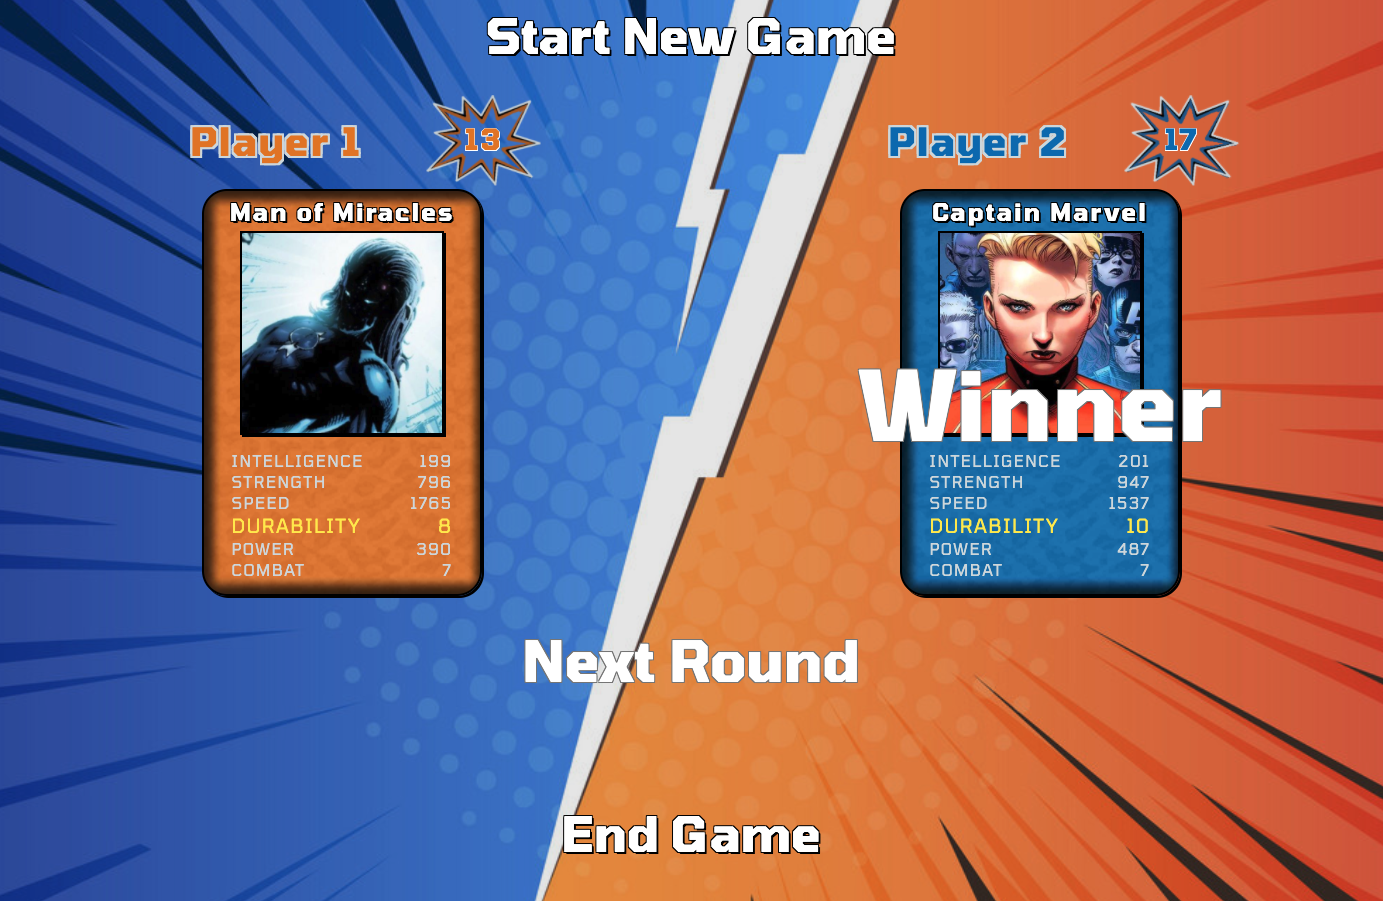 Start New Game
Player 1
13
Player 2
17
Man of Miracles
INTELLIGENCE 199
STRENGTH 796
SPEED 1765
DURABILITY 8
POWER 390
COMBAT 7
Captain Marvel
A
Winner
INTELLIGENCE 201
STRENGTH 947
SPEED 1537
DURABILITY 10
POWER 487
COMBAT 7
Next Round
End Game